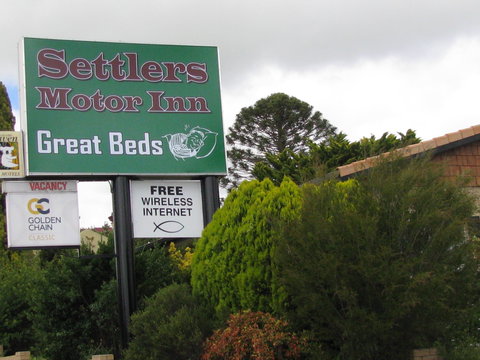 Settlers
Motor Inn
Great Beds
VACANCY
GC
GOLDEN
CHAIN
CLASSIC
FREE
WIRELESS
INTERNET